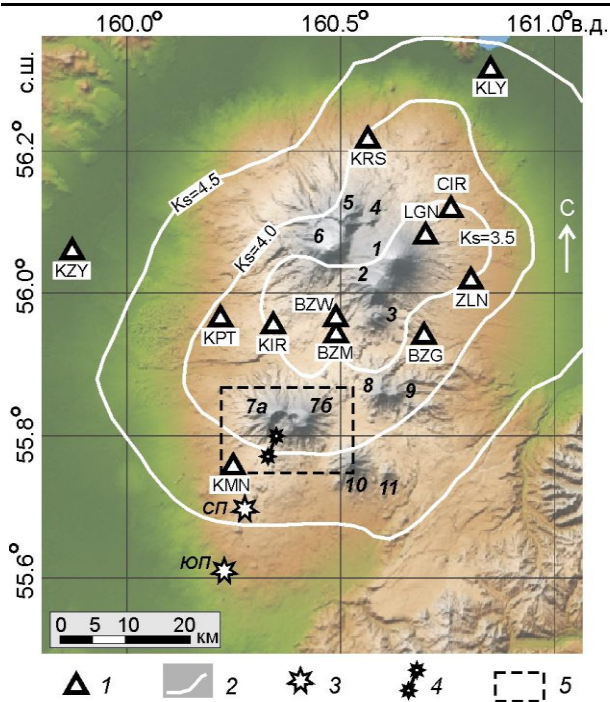 160.0° 160.5° 161.0° в.д.
с.ш.
KLY
56.2°
KRS
Ks=4.5
CIR
5 4
LGN
6
Ks=4.0
1
Ks=3.5
С
KZY
2
56.0°
ZLN
BZW
3
KPT
KIR
BZM
BZG
8
9
7а 7б
55.8°
KMN
10
11
СП
ЮП
55.6°
0 5 10 20
км
1 2 3 4 5